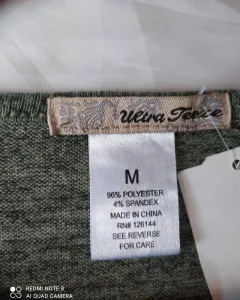 Ultra Teeze
M
96% POLYESTER
4% SPANDEX
MADE IN CHINA
RN# 126144
SEE REVERSE
FOR CARE
REDMI NOTE 8
AI QUAD CAMERA